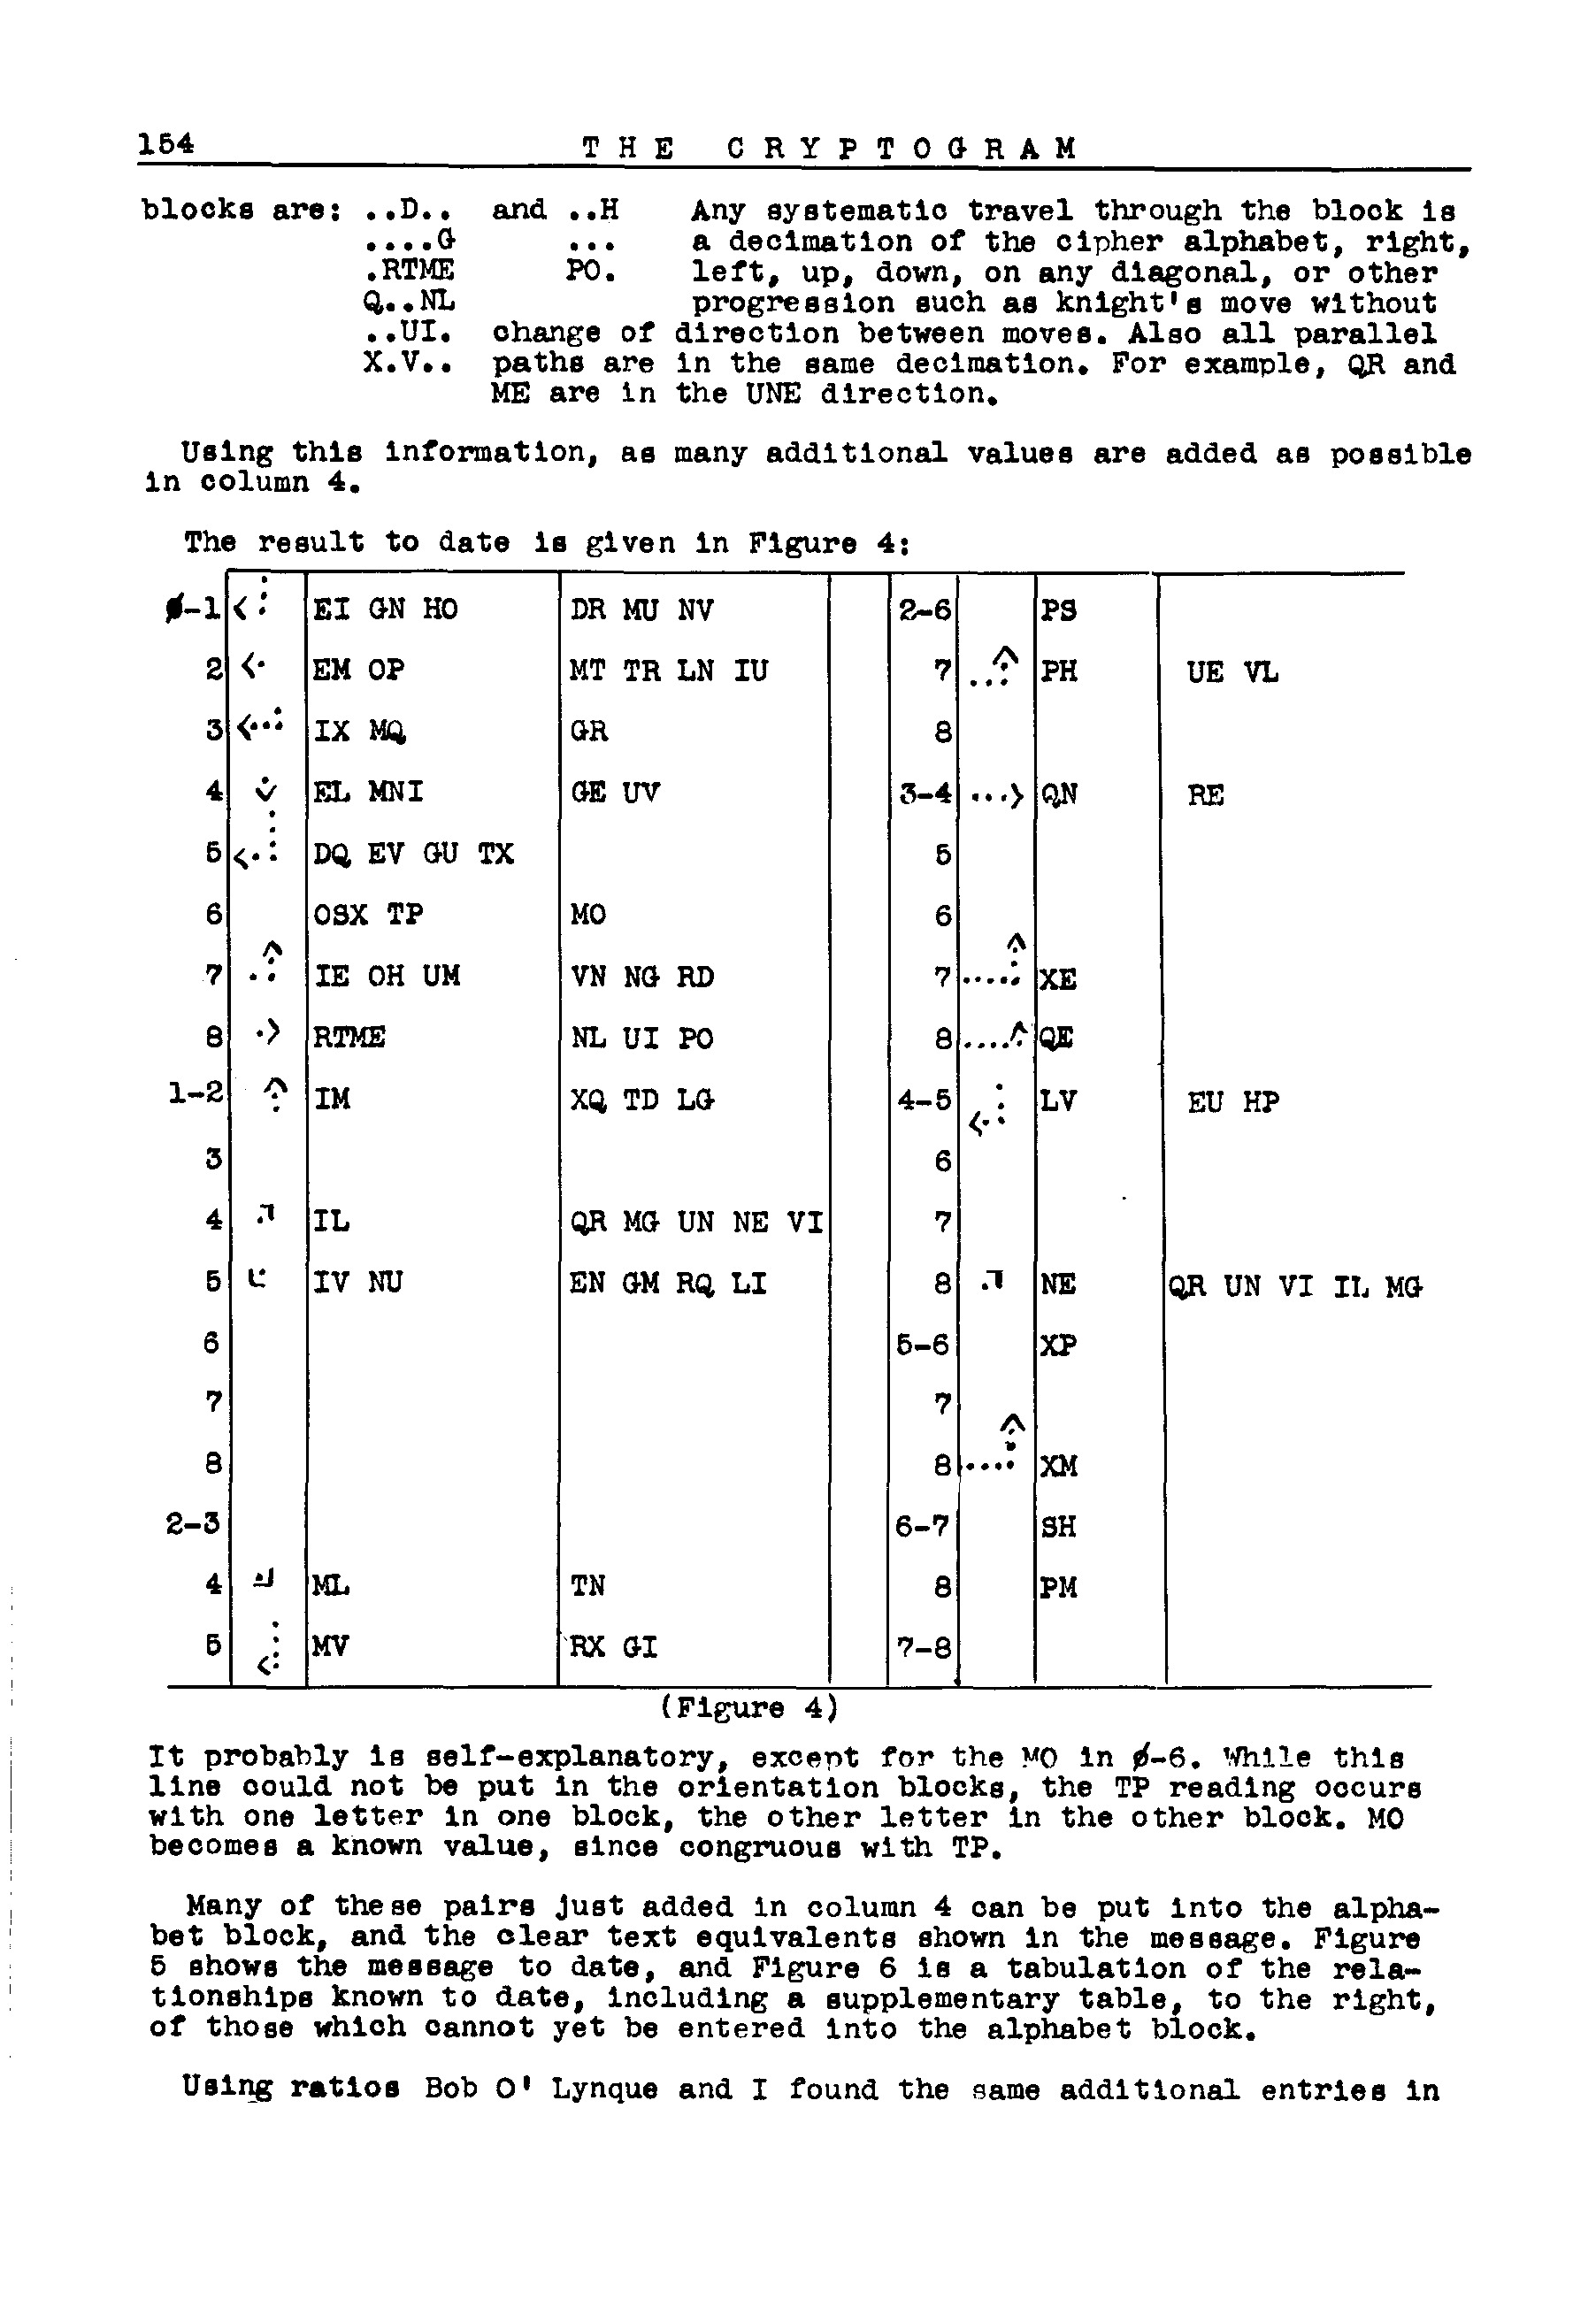 154 THE CRYPTOGRAM
blocks are: ..D.. and ..H Any systematic travel through the block is
....G ... a decimation of the cipher alphabet, right,
.RTME PO. left, up, down, on any diagonal, or other
Q..NL progression such as knight's move without
..UI. change of direction between moves. Also all parallel
X.V.. paths are in the same decimation. For example, QR and
ME are in the UNE direction.
Using this information, as many additional values are added as possible
in column 4.
The result to date is given in Figure 4:
Ø-1 EI GN HO DR MU NV 2-6 PS
2 EM OP MT TR LN IU 7 PH UE VL
3 IX MQ GR 8
4 EL MNI GE UV 3-4 QN RE
5 DQ EV GU TX 5
6 OSX TP MO 6
7 IE OH UM VN NG RD 7 XE
8 RTME NL UI PO 8 QE
1-2 IM XQ TD LG 4-5 LV EU HP
3 6
4 IL QR MG UN NE VI 7
5 IV NU EN GM RQ LI 8 NE QR UN VI IL MG
6 5-6 XP
7 7
8 8 XM
2-3 6-7 SH
4 ML TN 8 PM
5 MV RX GI 7-8
(Figure 4)
It probably is self-explanatory, except for the MO in Ø-6. While this
line could not be put in the orientation blocks, the TP reading occurs
with one letter in one block, the other letter in the other block. MO
becomes a known value, since congruous with TP.
Many of these pairs just added in column 4 can be put into the alpha-
bet block, and the clear text equivalents shown in the message. Figure
5 shows the message to date, and Figure 6 is a tabulation of the rela-
tionships known to date, including a supplementary table, to the right,
of those which cannot yet be entered into the alphabet block.
Using ratios Bob O' Lynque and I found the same additional entries in